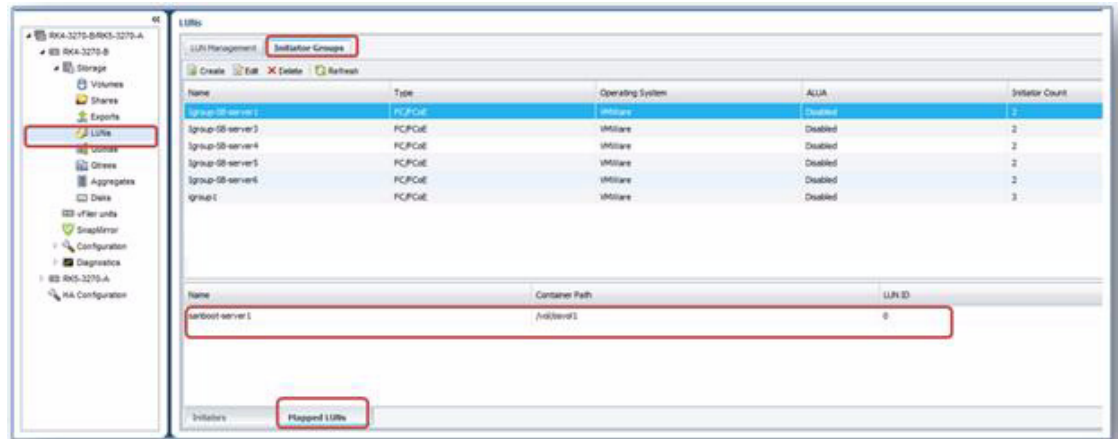 RK4-3270-B/RK5-3270-A
RK4-3270-B
Storage
Volumes
Shares
Exports
LUNs
Quotas
Qtrees
Aggregates
Disks
vFiler units
SnapMirror
Configuration
Diagnostics
RK5-3270-A
HA Configuration
LUNs
LUN Management Initiator Groups
Create Edit Delete Refresh
Name Type Operating System ALUA Initiator Count
Igroup-SB-server1 FC/FCoE VMWare Disabled 2
Igroup-SB-server3 FC/FCoE VMWare Disabled 2
Igroup-SB-server4 FC/FCoE VMWare Disabled 2
Igroup-SB-server5 FC/FCoE VMWare Disabled 2
Igroup-SB-server6 FC/FCoE VMWare Disabled 2
igroup1 FC/FCoE VMWare Disabled 3
Name Container Path LUN ID
sanboot-server1 0
Initiators Mapped LUNs